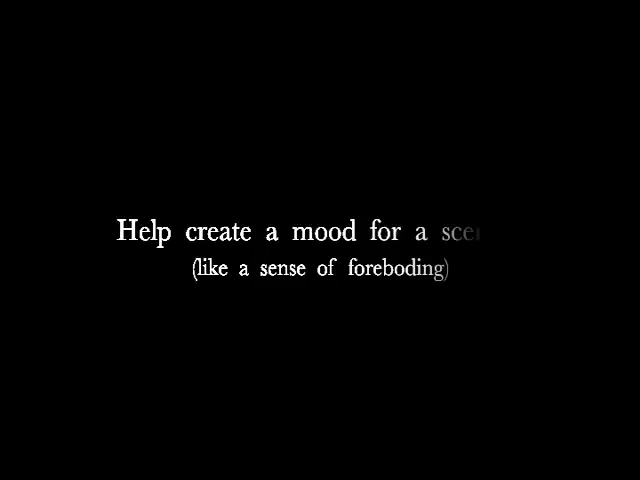 Help create a mood for a
(like a sense of foreboding)